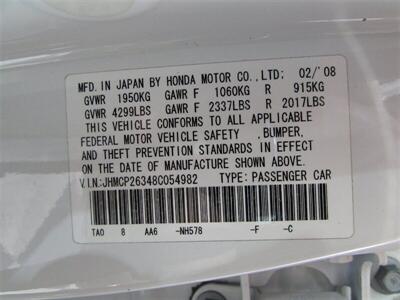 MFD. IN JAPAN BY HONDA MOTOR CO., LTD: 02/'08
GVWR 1950KG GAWR F 1060KG R 915KG
GVWR 4299LBS GAWR F 2337LBS R 2017LBS
THIS VEHICLE CONFORMS TO ALL APPLICABLE
FEDERAL MOTOR VEHICLE SAFETY ,BUMPER,
AND THEFT PREVENTION STANDARDS IN EFFECT
ON THE DATE OF MANUFACTURE SHOWN ABOVE.
V.I.N: JHMCP26348C054982 TYPE: PASSENGER CAR
TA0 8 AA6 -NH578 -F -C